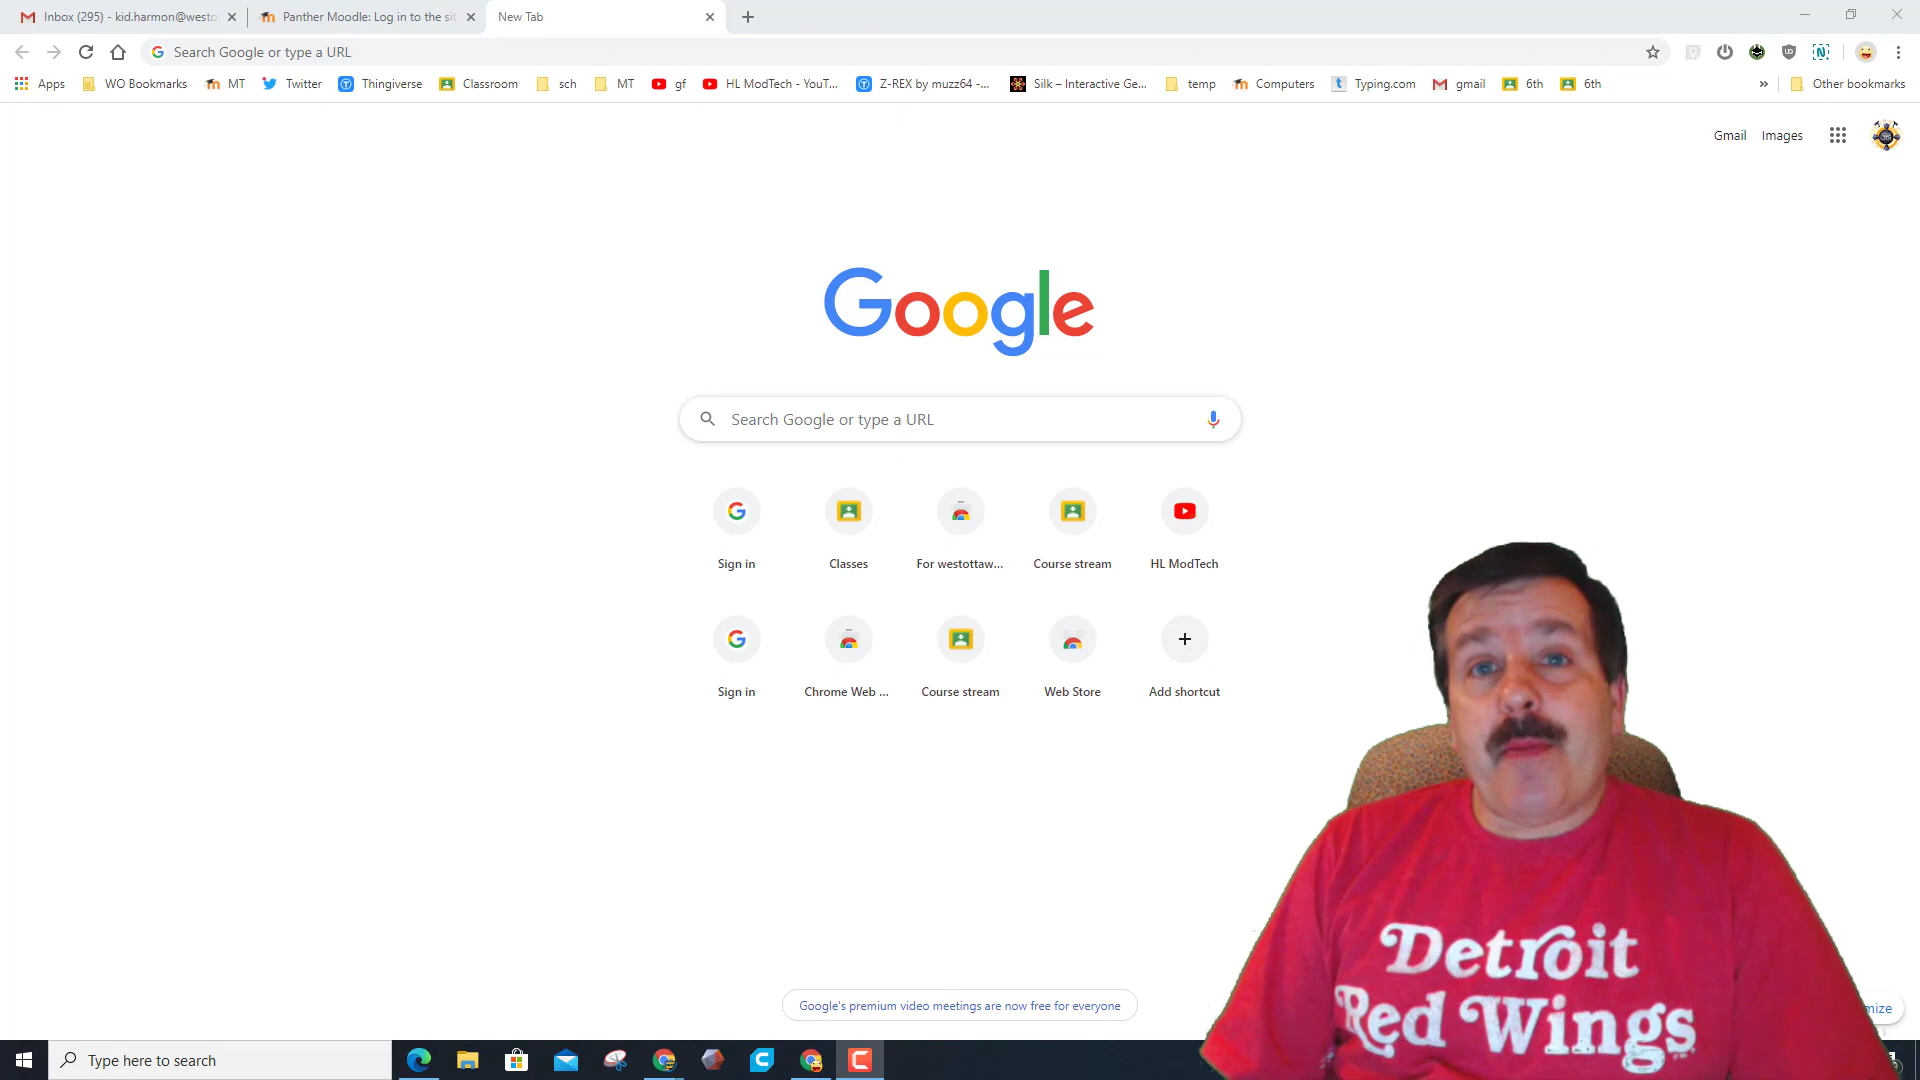 Inbox (295) - kid.harmon@westo
Panther Moodle: Log in to the sit
New Tab
Search Google or type a URL
Apps
WO Bookmarks
MT
Twitter
Thingiverse
Classroom
sch
MT
gf
HL ModTech - YouT...
Z-REX by muzz64 -...
Silk – Interactive Ge...
temp
Computers
Typing.com
gmail
6th
6th
»
Other bookmarks
Gmail
Images
Google
Search Google or type a URL
Sign in
Classes
For westottaw...
Course stream
HL ModTech
Sign in
Chrome Web ...
Course stream
Web Store
Add shortcut
Google's premium video meetings are now free for everyone
mize
Detroit
Red Wings
Type here to search